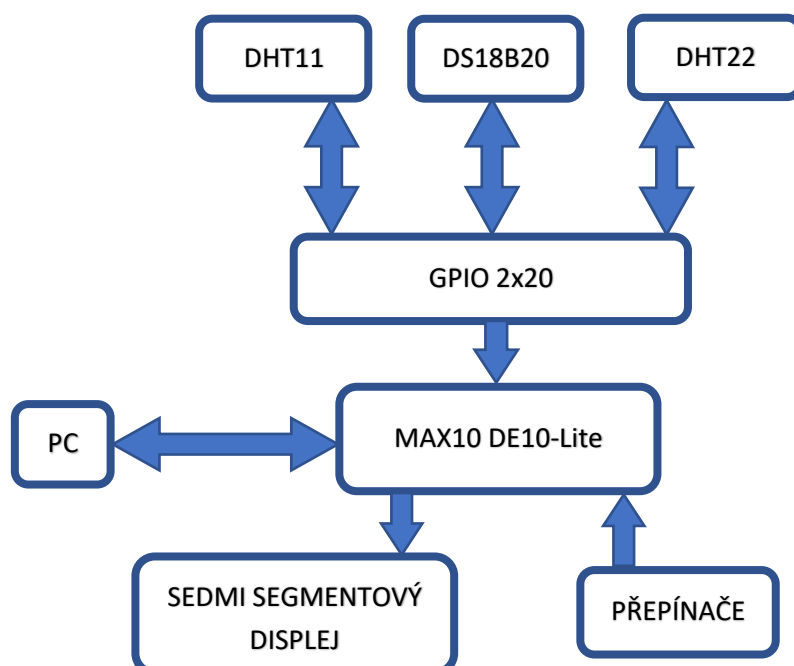 DHT11
DS18B20
DHT22
GPIO 2x20
MAX10 DE10-Lite
PC
SEDMI SEGMENTOVÝ
DISPLEJ
PŘEPÍNAČE